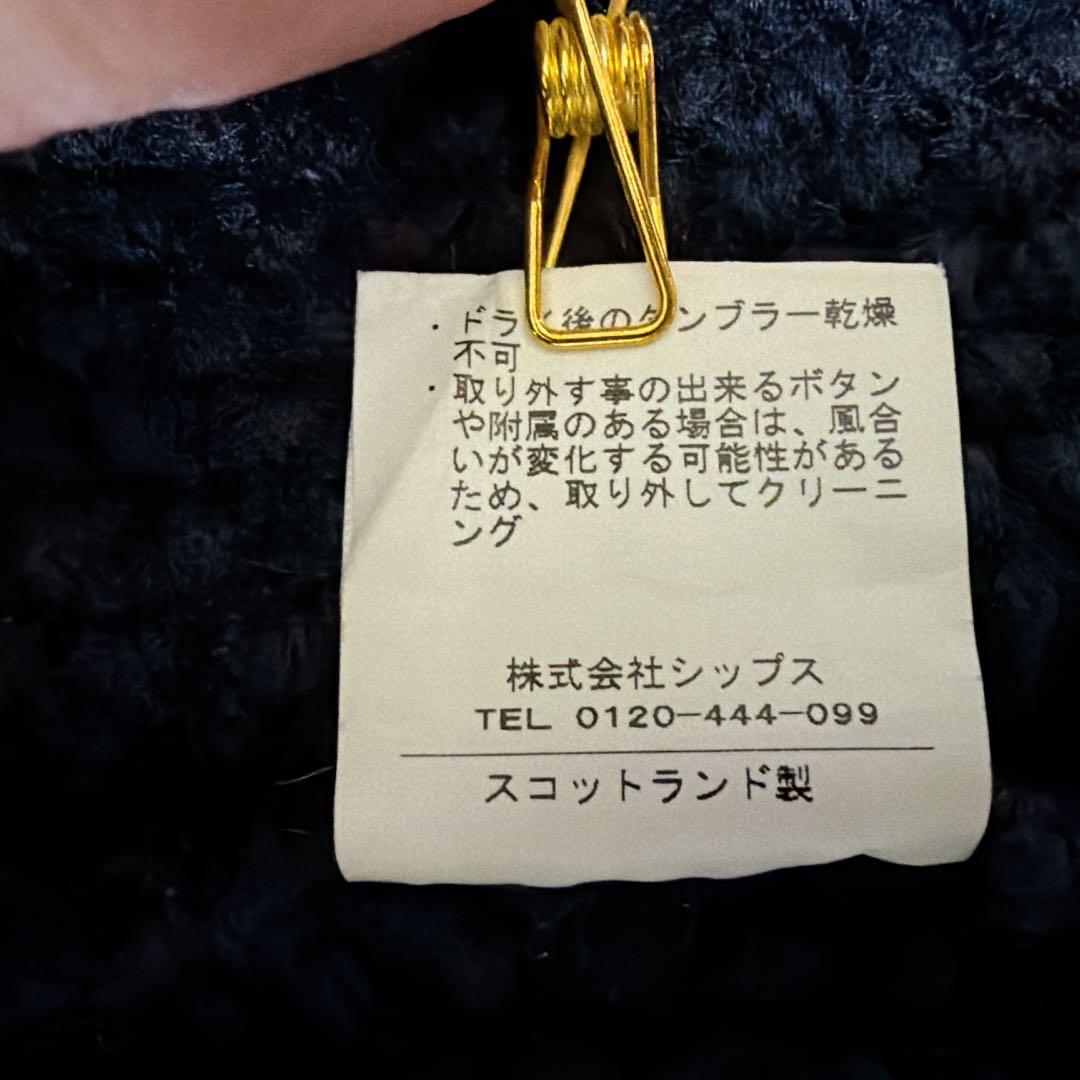 ・ドライ後のタンブラー乾燥
不可
・取り外す事の出来るボタン
や附属のある場合は、風合
いが変化する可能性がある
ため、取り外してクリーニ
ング
株式会社シップス
TEL 0120-444-099
スコットランド製